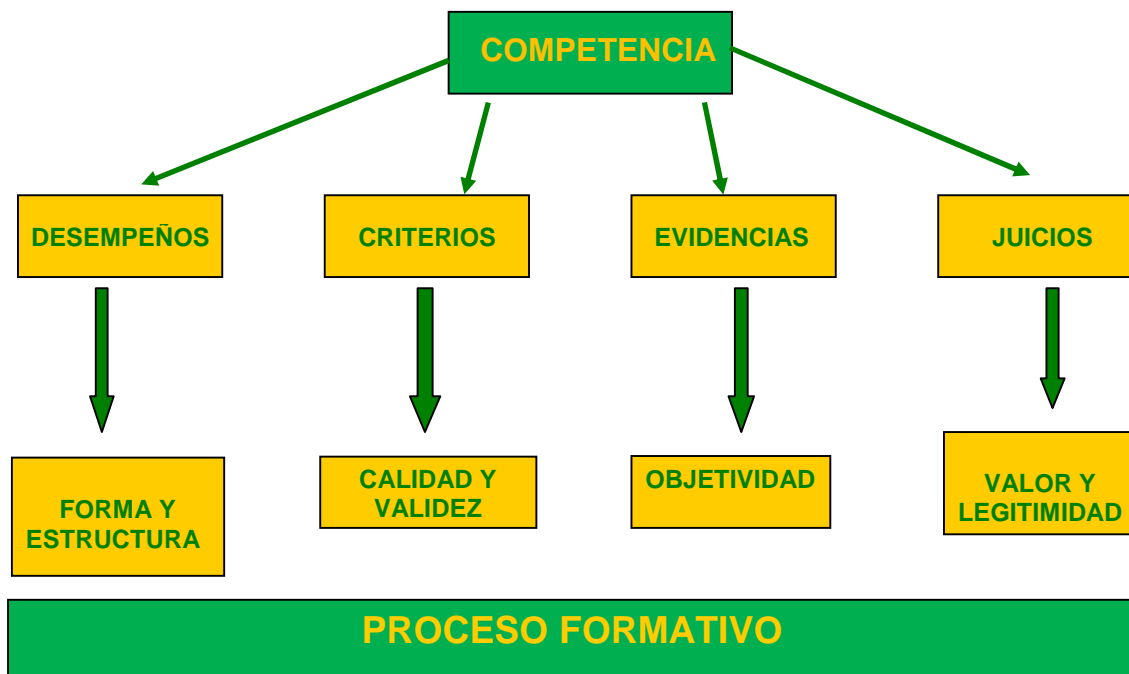 COMPETENCIA
DESEMPEÑOS
CRITERIOS
EVIDENCIAS
JUICIOS
FORMA Y
ESTRUCTURA
CALIDAD Y
VALIDEZ
OBJETIVIDAD
VALOR Y
LEGITIMIDAD
PROCESO FORMATIVO